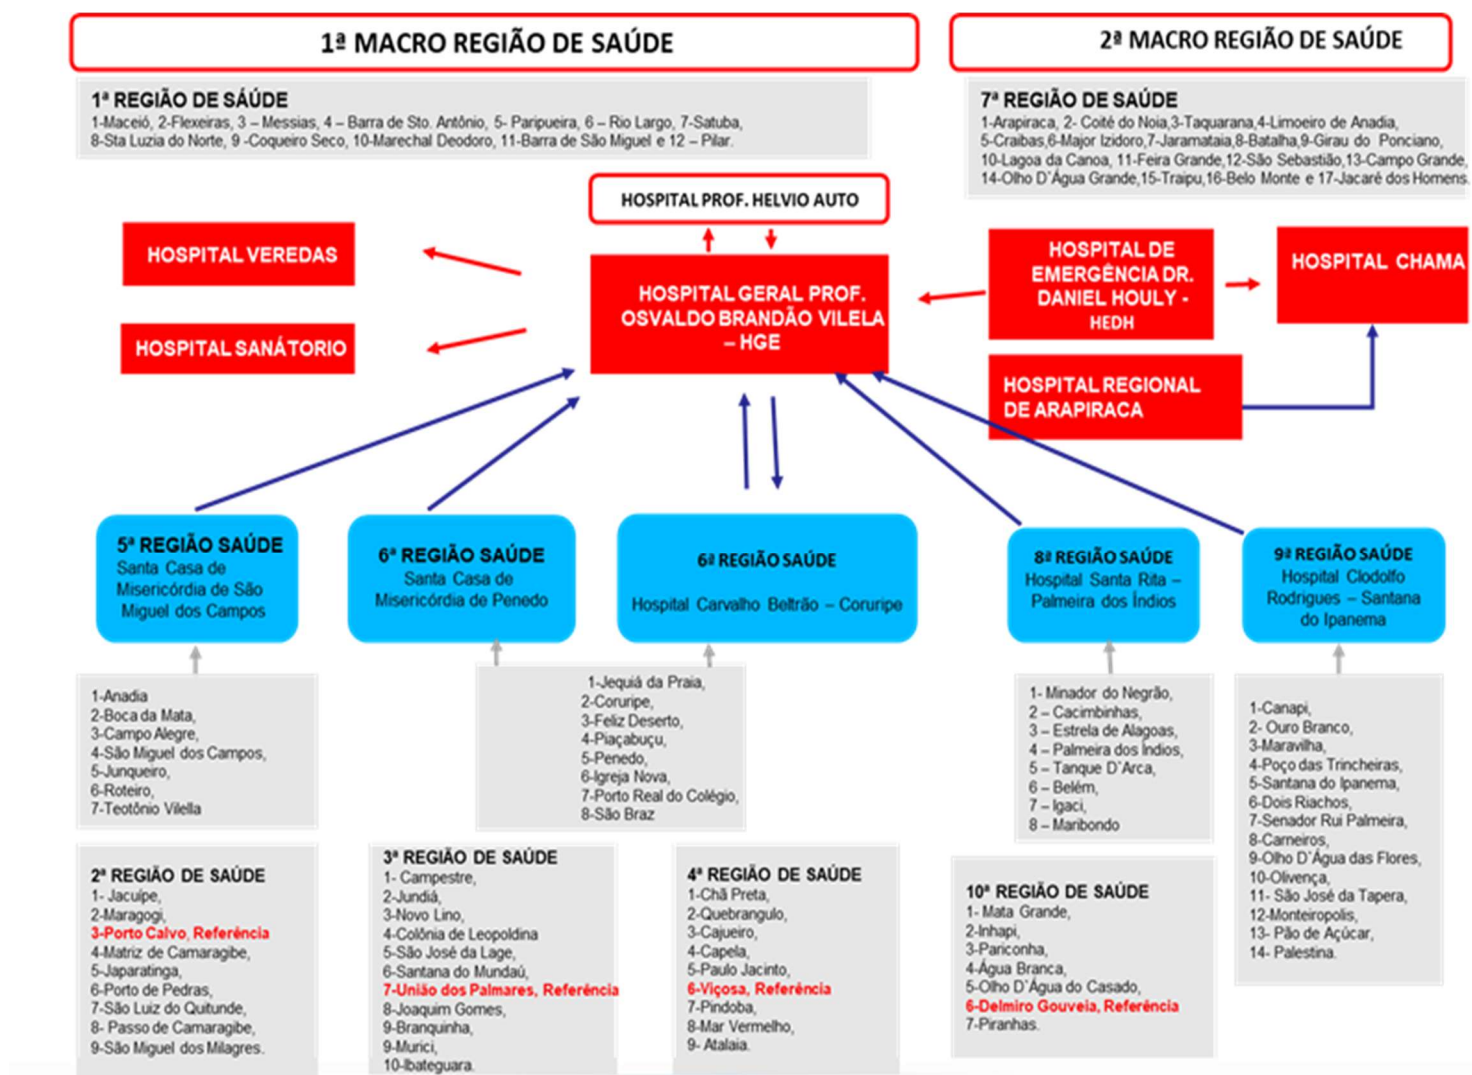 1ª MACRO REGIÃO DE SAÚDE
2ª MACRO REGIÃO DE SAÚDE
1ª REGIÃO DE SÁÚDE
1-Maceió, 2-Flexeiras, 3 – Messias, 4 – Barra de Sto. Antônio, 5- Paripueira, 6 – Rio Largo, 7-Satuba,
8-Sta Luzia do Norte, 9 -Coqueiro Seco, 10-Marechal Deodoro, 11-Barra de São Miguel e 12 – Pilar.
7ª REGIÃO DE SAÚDE
1-Arapiraca, 2- Coité do Noia,3-Taquarana,4-Limoeiro de Anadia,
5-Craibas,6-Major Izidoro,7-Jaramataia,8-Batalha,9-Girau do Ponciano,
10-Lagoa da Canoa, 11-Feira Grande,12-São Sebastião,13-Campo Grande,
14-Olho D`Água Grande,15-Traipu,16-Belo Monte e 17-Jacaré dos Homens.
HOSPITAL PROF. HELVIO AUTO
HOSPITAL VEREDAS
HOSPITAL SANÁTORIO
HOSPITAL GERAL PROF.
OSVALDO BRANDÃO VILELA
– HGE
HOSPITAL DE
EMERGÊNCIA DR.
DANIEL HOULY -
HEDH
HOSPITAL CHAMA
HOSPITAL REGIONAL
DE ARAPIRACA
5ª REGIÃO SAÚDE
Santa Casa de
Misericórdia de São
Miguel dos Campos
6ª REGIÃO SAÚDE
Santa Casa de
Misericórdia de Penedo
6ª REGIÃO SAÚDE
Hospital Carvalho Beltrão – Coruripe
8ª REGIÃO SAÚDE
Hospital Santa Rita –
Palmeira dos Índios
9ª REGIÃO SAÚDE
Hospital Clodolfo
Rodrigues – Santana
do Ipanema
1-Anadia
2-Boca da Mata,
3-Campo Alegre,
4-São Miguel dos Campos,
5-Junqueiro,
6-Roteiro,
7-Teotônio Vilella
1-Jequiá da Praia,
2-Coruripe,
3-Feliz Deserto,
4-Piaçabuçu,
5-Penedo,
6-Igreja Nova,
7-Porto Real do Colégio,
8-São Braz
1- Minador do Negrão,
2 – Cacimbinhas,
3 – Estrela de Alagoas,
4 – Palmeira dos Índios,
5 – Tanque D`Arca,
6 – Belém,
7 – Igaci,
8 – Maribondo
1-Canapi,
2- Ouro Branco,
3-Maravilha,
4-Poço das Trincheiras,
5-Santana do Ipanema,
6-Dois Riachos,
7-Senador Rui Palmeira,
8-Carneiros,
9-Olho D`Água das Flores,
10-Olivença,
11- São José da Tapera,
12-Monteiropolis,
13- Pão de Açúcar,
14- Palestina.
2ª REGIÃO DE SAÚDE
1- Jacuípe,
2-Maragogi,
3-Porto Calvo, Referência
4-Matriz de Camaragibe,
5-Japaratinga,
6-Porto de Pedras,
7-São Luiz do Quitunde,
8- Passo de Camaragibe,
9-São Miguel dos Milagres.
3ª REGIÃO DE SAÚDE
1- Campestre,
2-Jundiá,
3-Novo Lino,
4-Colônia de Leopoldina
5-São José da Lage,
6-Santana do Mundaú,
7-União dos Palmares, Referência
8-Joaquim Gomes,
9-Branquinha,
9-Murici,
10-Ibateguara.
4ª REGIÃO DE SAÚDE
1-Chã Preta,
2-Quebrangulo,
3-Cajueiro,
4-Capela,
5-Paulo Jacinto,
6-Viçosa, Referência
7-Pindoba,
8-Mar Vermelho,
9- Atalaia.
10ª REGIÃO DE SAÚDE
1- Mata Grande,
2-Inhapi,
3-Pariconha,
4-Água Branca,
5-Olho D`Água do Casado,
6-Delmiro Gouveia, Referência
7-Piranhas.